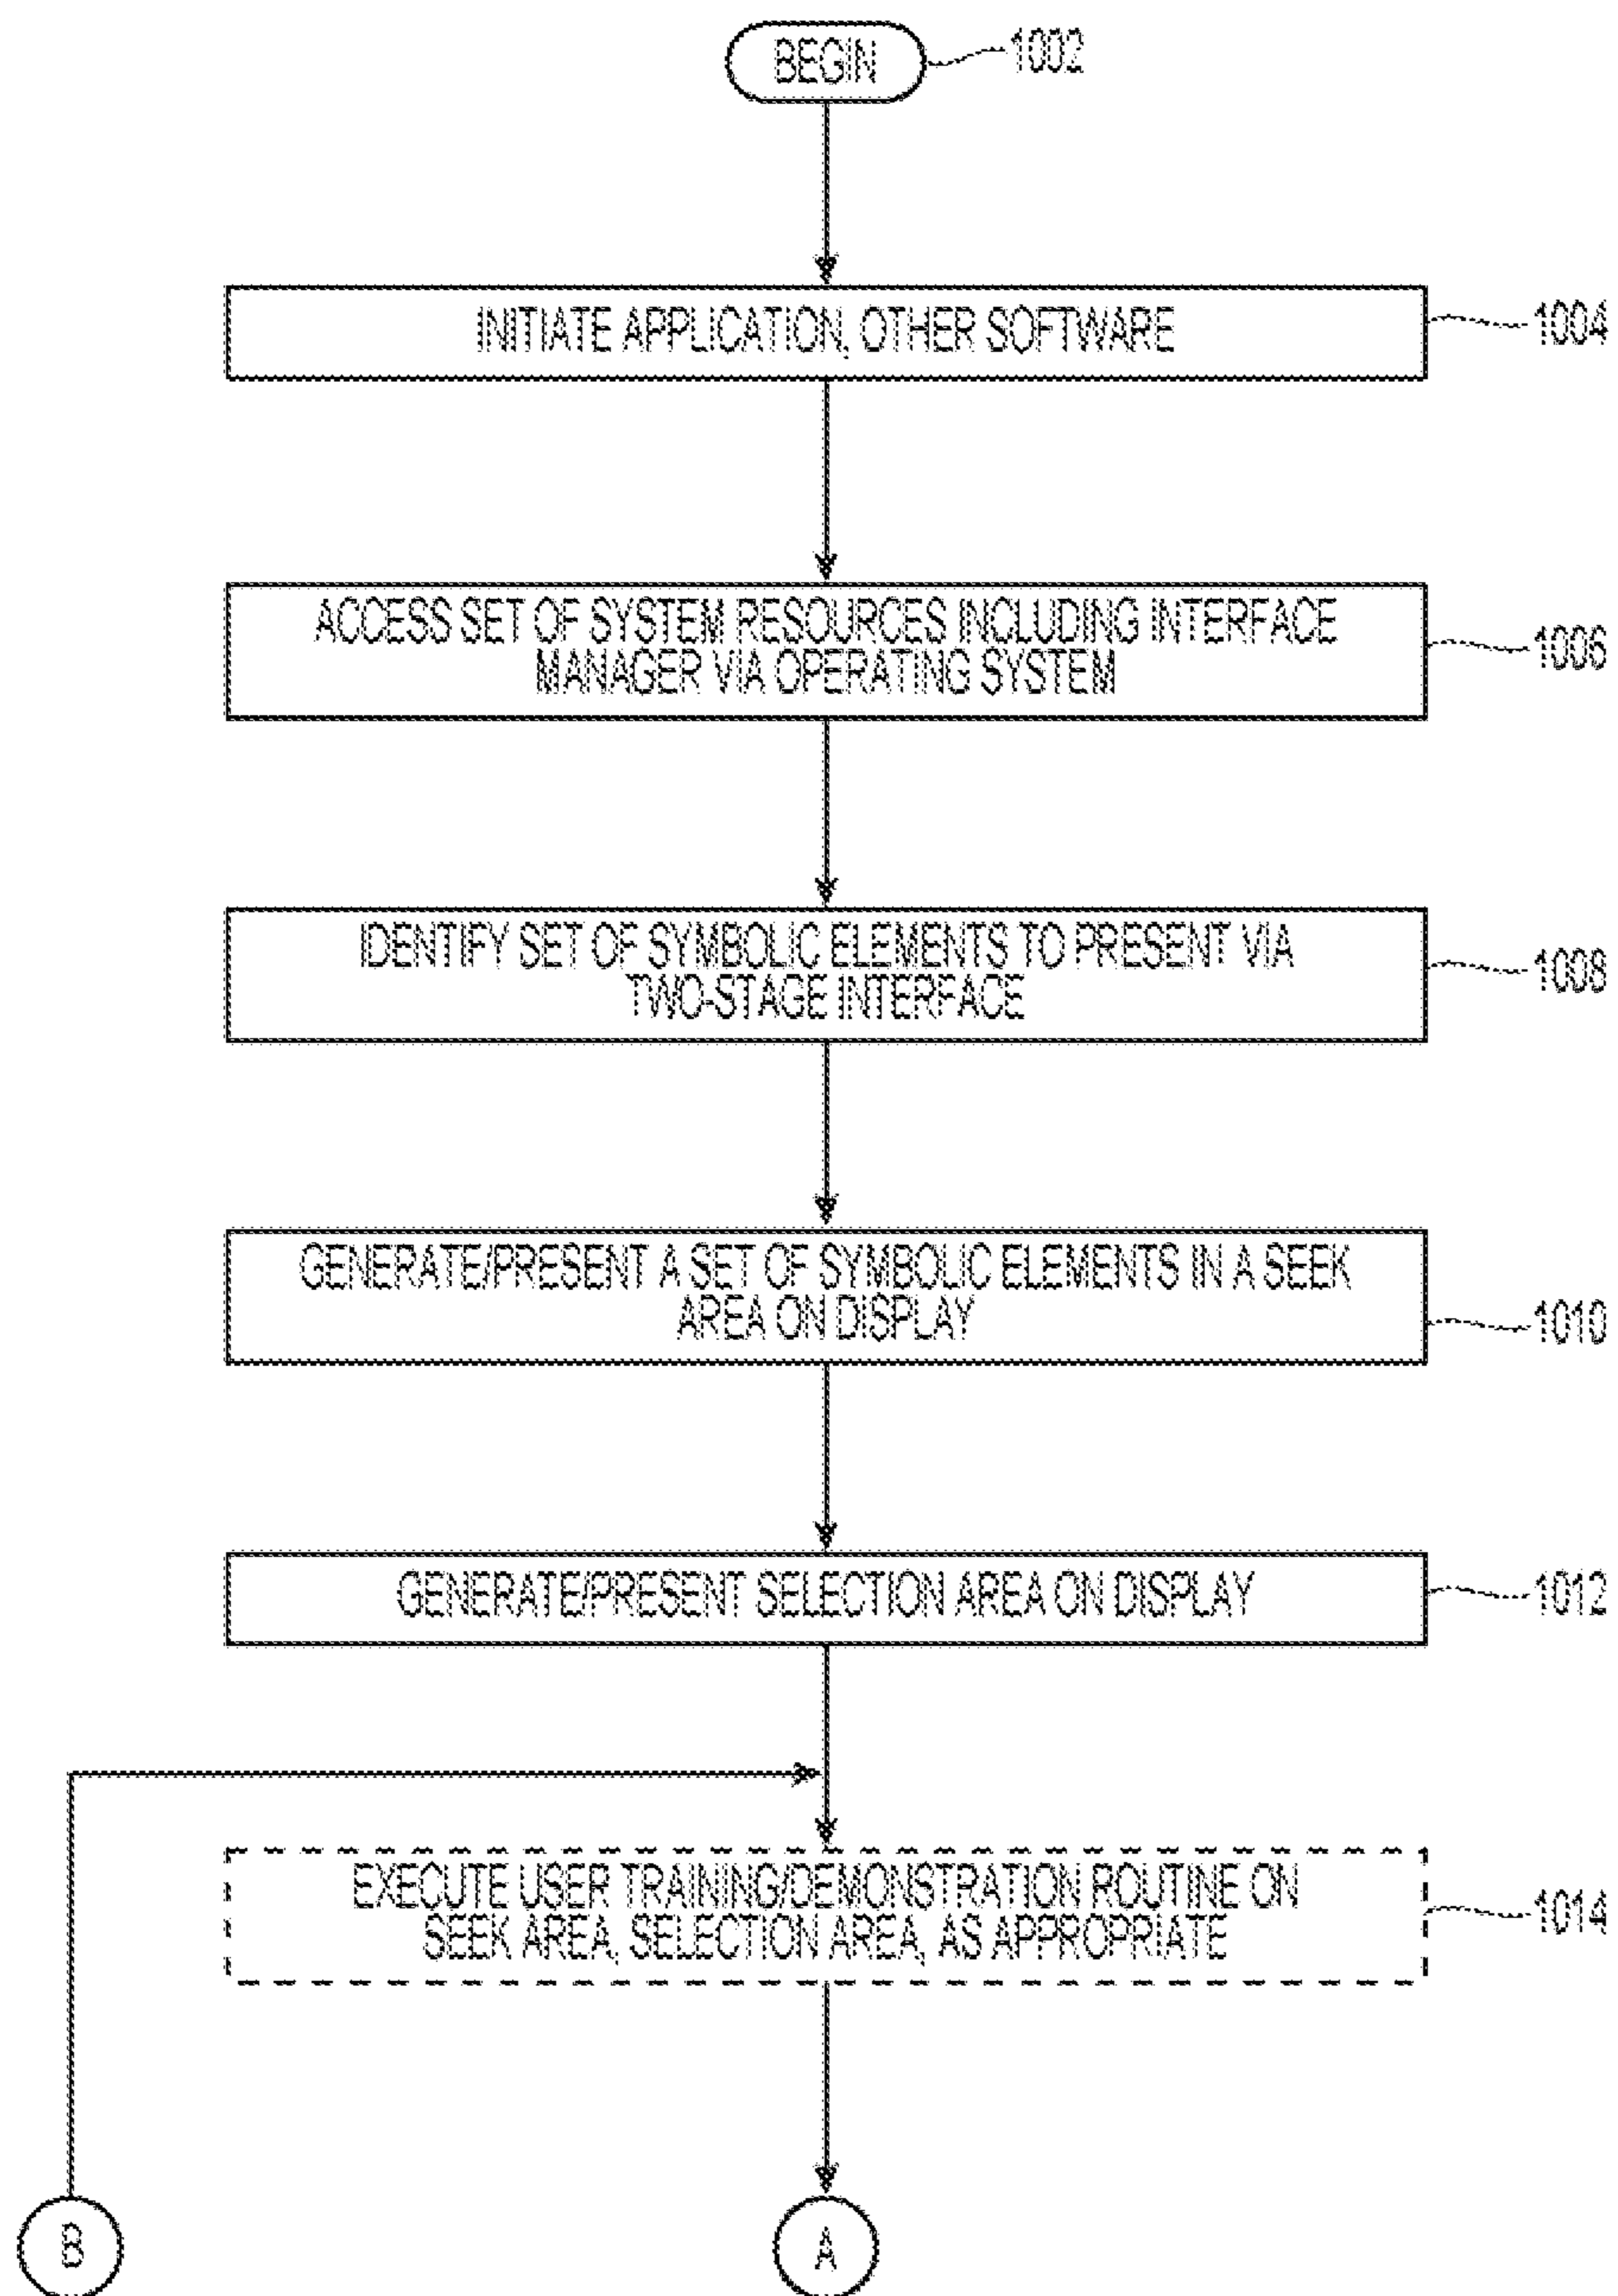 BEGIN
1002
INITIATE APPLICATION, OTHER SOFTWARE
1004
ACCESS SET OF SYSTEM RESOURCES INCLUDING INTERFACE
MANAGER VIA OPERATING SYSTEM
1006
IDENTIFY SET OF SYMBOLIC ELEMENTS TO PRESENT VIA
TWO-STAGE INTERFACE
1008
GENERATE/PRESENT A SET OF SYMBOLIC ELEMENTS IN A SEEK
AREA ON DISPLAY
1010
GENERATE/PRESENT SELECTION AREA ON DISPLAY
1012
EXECUTE USER TRAINING/DEMONSTRATION ROUTINE ON
SEEK AREA, SELECTION AREA, AS APPROPRIATE
1014
B
A